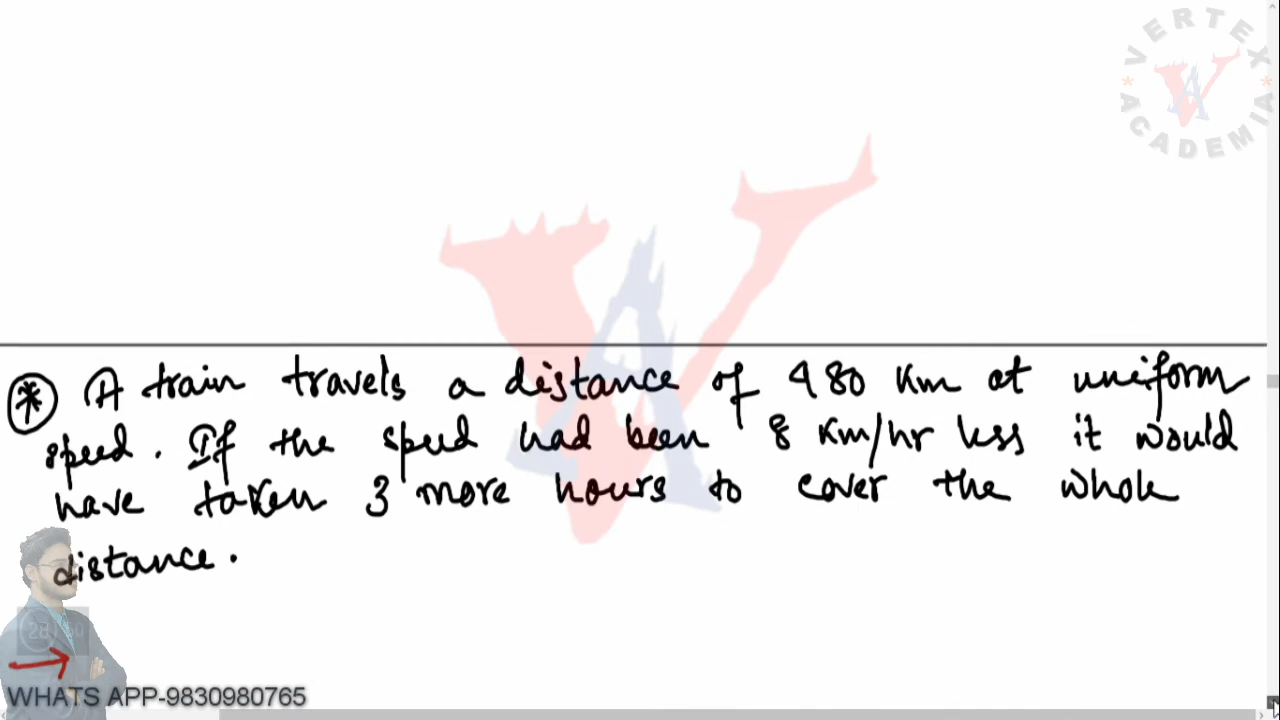 VERTEX
ACADEMIA
A train travels a distance of 480 Km at uniform
speed. If the speed had been 8 Km/hr less it would
have taken 3 more hours to cover the whole
distance.
WHATS APP-9830980765